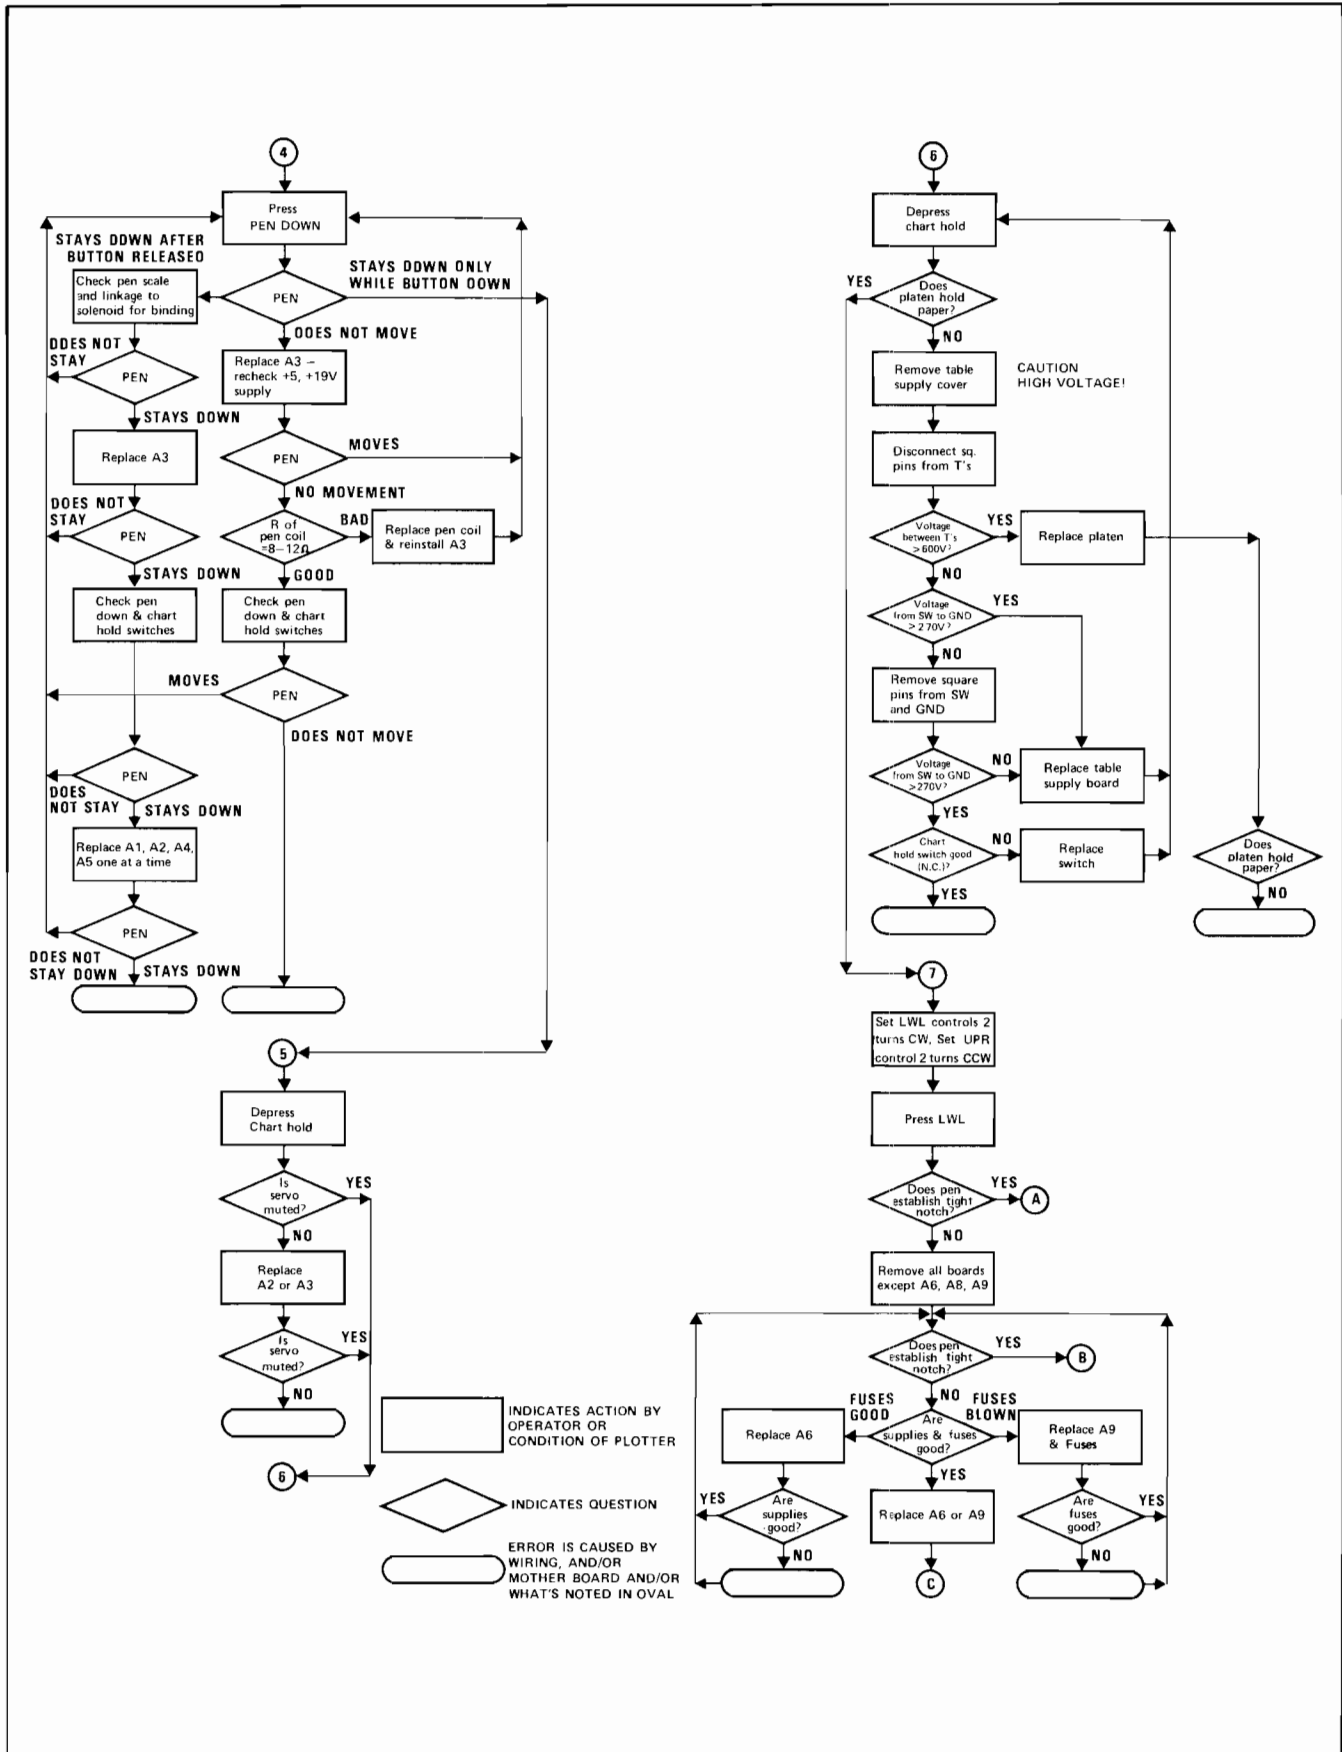 4
Press
PEN DOWN
STAYS DOWN AFTER
BUTTON RELEASED
STAYS DOWN ONLY
WHILE BUTTON DOWN
Check pen scale
and linkage to
solenoid for binding
PEN
DOES NOT MOVE
DOES NOT
STAY
PEN
Replace A3 –
recheck +5, +19V
supply
STAYS DOWN
Replace A3
PEN
MOVES
NO MOVEMENT
DOES NOT
STAY
PEN
R of
pen coil
=8–12Ω
BAD
Replace pen coil
& reinstall A3
STAYS DOWN
GOOD
Check pen
down & chart
hold switches
Check pen
down & chart
hold switches
MOVES
PEN
DOES NOT MOVE
PEN
DOES
NOT STAY
STAYS DOWN
Replace A1, A2, A4,
A5 one at a time
PEN
DOES NOT
STAY DOWN
STAYS DOWN
5
Depress
Chart hold
Is
servo
muted?
YES
NO
Replace
A2 or A3
Is
servo
muted?
YES
NO
6
INDICATES ACTION BY
OPERATOR OR
CONDITION OF PLOTTER
INDICATES QUESTION
ERROR IS CAUSED BY
WIRING, AND/OR
MOTHER BOARD AND/OR
WHAT'S NOTED IN OVAL
6
Depress
chart hold
YES
Does
platen hold
paper?
NO
Remove table
supply cover
CAUTION
HIGH VOLTAGE!
Disconnect sq.
pins from T's
Voltage
between T's
>600V?
YES
Replace platen
NO
Voltage
from SW to GND
>270V?
YES
NO
Remove square
pins from SW
and GND
Voltage
from SW to GND
>270V?
NO
Replace table
supply board
YES
Chart
hold switch good
(N.C.)?
NO
Replace
switch
YES
Does
platen hold
paper?
NO
7
Set LWL controls 2
turns CW, Set UPR
control 2 turns CCW
Press LWL
Does pen
establish tight
notch?
YES
A
NO
Remove all boards
except A6, A8, A9
Does pen
establish tight
notch?
YES
B
NO
FUSES
GOOD
FUSES
BLOWN
Replace A6
Are
supplies & fuses
good?
Replace A9
& Fuses
YES
YES
Are
supplies
good?
Replace A6 or A9
Are
fuses
good?
YES
NO
C
NO